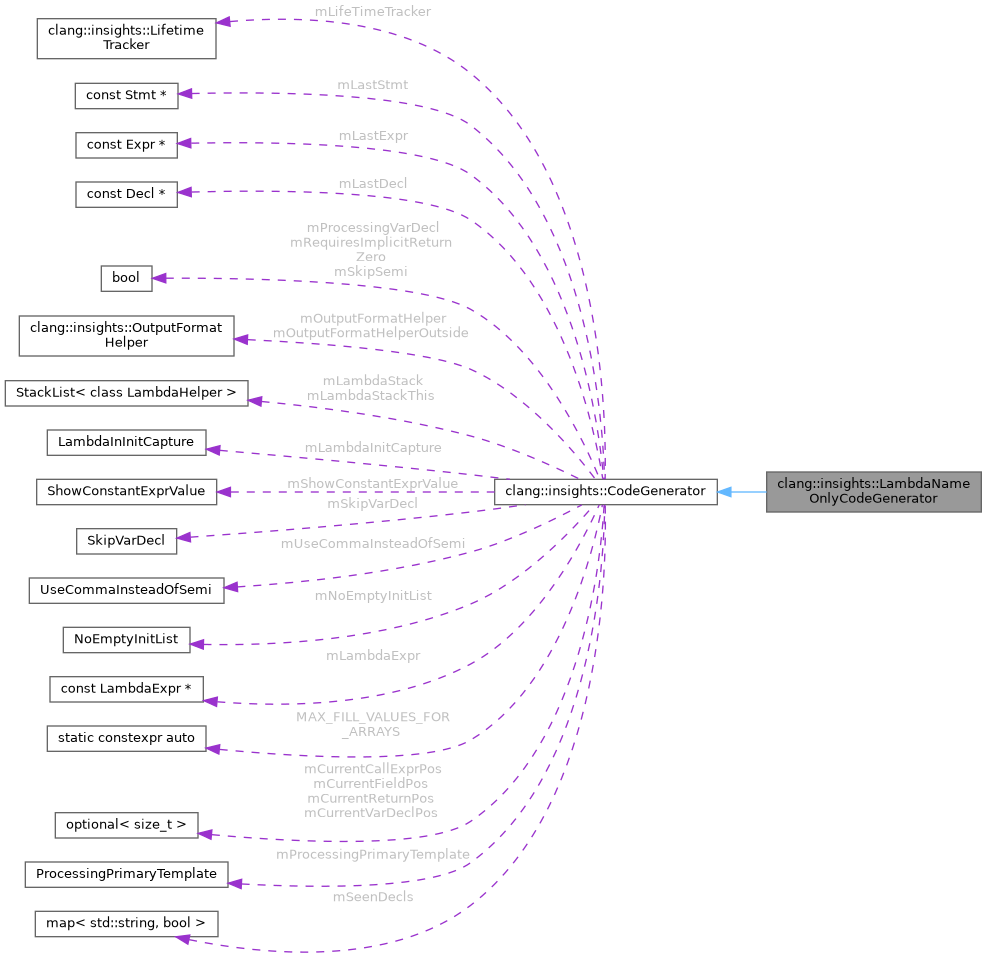 mLifeTimeTracker
clang::insights::Lifetime
Tracker
mLastStmt
const Stmt *
mLastExpr
const Expr *
mLastDecl
const Decl *
mProcessingVarDecl
mRequiresImplicitReturn
Zero
mSkipSemi
bool
mOutputFormatHelper
mOutputFormatHelperOutside
clang::insights::OutputFormat
Helper
mLambdaStack
mLambdaStackThis
StackList< class LambdaHelper >
LambdaInInitCapture
mLambdaInitCapture
ShowConstantExprValue
mShowConstantExprValue
clang::insights::CodeGenerator
clang::insights::LambdaName
OnlyCodeGenerator
mSkipVarDecl
SkipVarDecl
mUseCommaInsteadOfSemi
UseCommaInsteadOfSemi
mNoEmptyInitList
NoEmptyInitList
mLambdaExpr
const LambdaExpr *
MAX_FILL_VALUES_FOR
_ARRAYS
static constexpr auto
mCurrentCallExprPos
mCurrentFieldPos
mCurrentReturnPos
mCurrentVarDeclPos
optional< size_t >
mProcessingPrimaryTemplate
ProcessingPrimaryTemplate
mSeenDecls
map< std::string, bool >